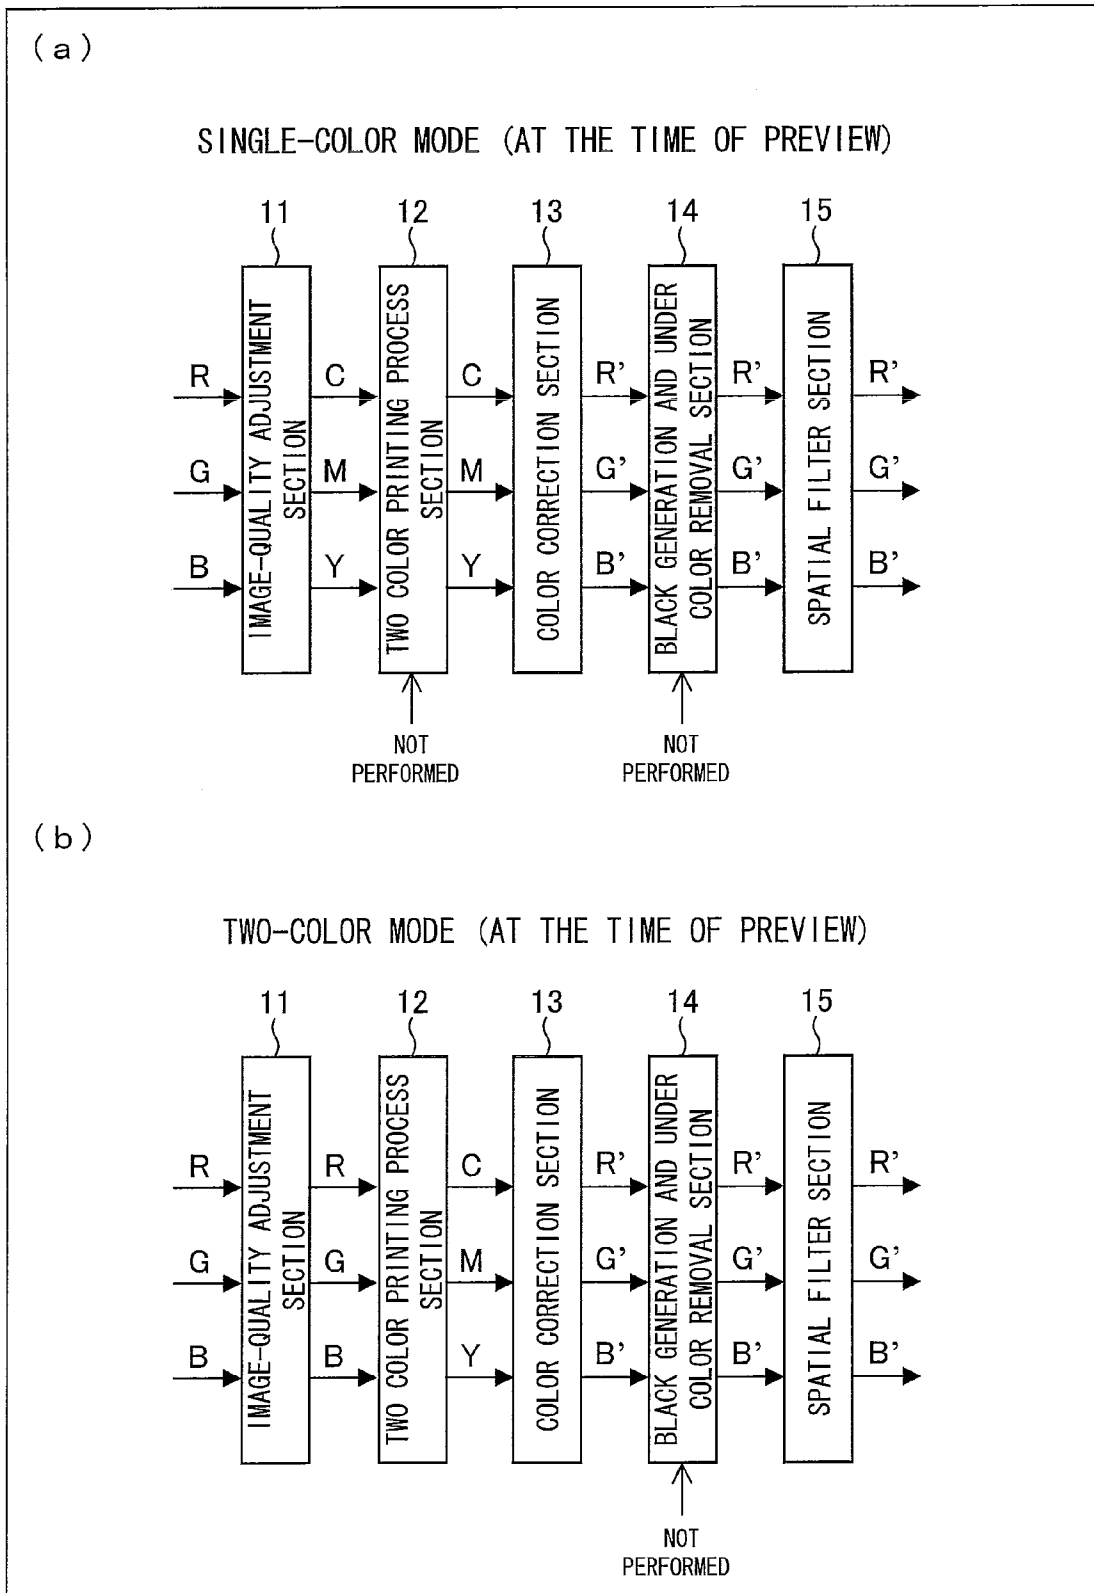 (a)
SINGLE-COLOR MODE (AT THE TIME OF PREVIEW)
11 12 13 14 15
IMAGE-QUALITY ADJUSTMENT
SECTION
TWO COLOR PRINTING PROCESS
SECTION
COLOR CORRECTION SECTION
BLACK GENERATION AND UNDER
COLOR REMOVAL SECTION
SPATIAL FILTER SECTION
R C C R' R' R'
G M M G' G' G'
B Y Y B' B' B'
NOT
PERFORMED
NOT
PERFORMED
(b)
TWO-COLOR MODE (AT THE TIME OF PREVIEW)
11 12 13 14 15
IMAGE-QUALITY ADJUSTMENT
SECTION
TWO COLOR PRINTING PROCESS
SECTION
COLOR CORRECTION SECTION
BLACK GENERATION AND UNDER
COLOR REMOVAL SECTION
SPATIAL FILTER SECTION
R R C R' R' R'
G G M G' G' G'
B B Y B' B' B'
NOT
PERFORMED